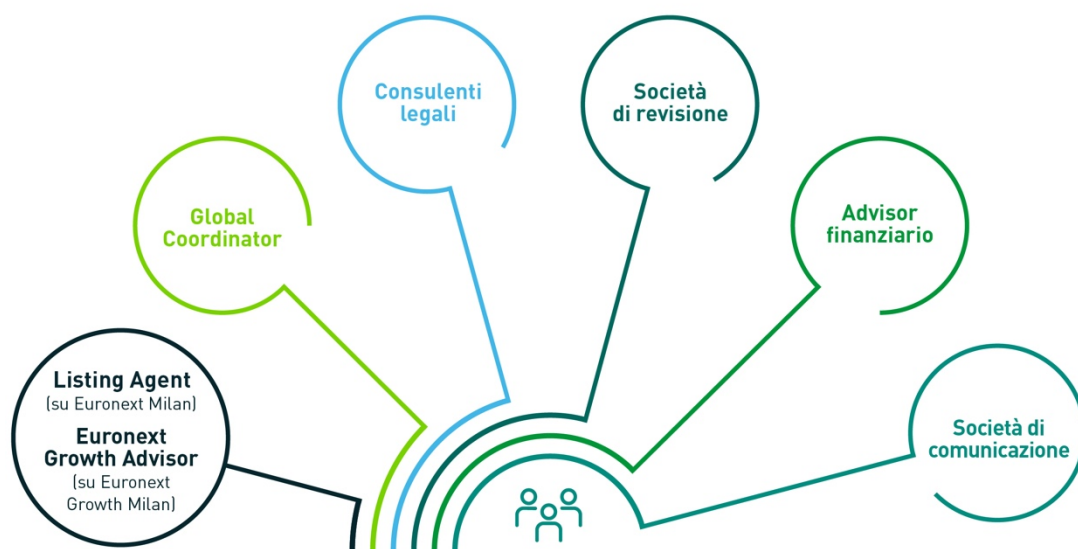 Consulenti
legali
Società
di revisione
Global
Coordinator
Advisor
finanziario
Listing Agent
(su Euronext Milan)
Euronext
Growth Advisor
(su Euronext
Growth Milan)
Società di
comunicazione